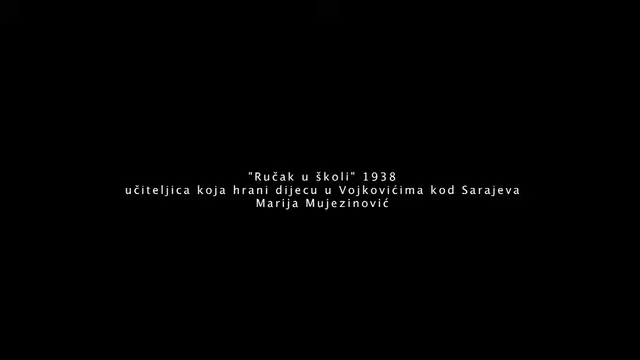 "Ručak u školi" 1938
učiteljica koja hrani dijecu u Vojkovićima kod Sarajeva
Marija Mujezinović